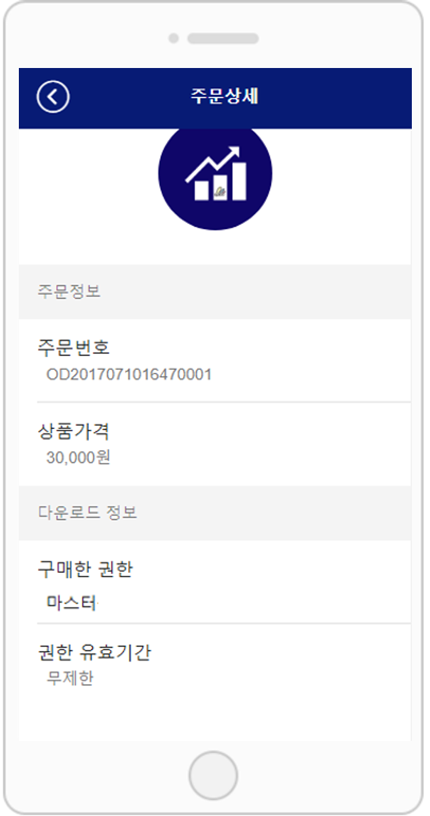 주문상세
주문정보
주문번호
OD2017071016470001
상품가격
30,000원
다운로드 정보
구매한 권한
마스터
권한 유효기간
무제한